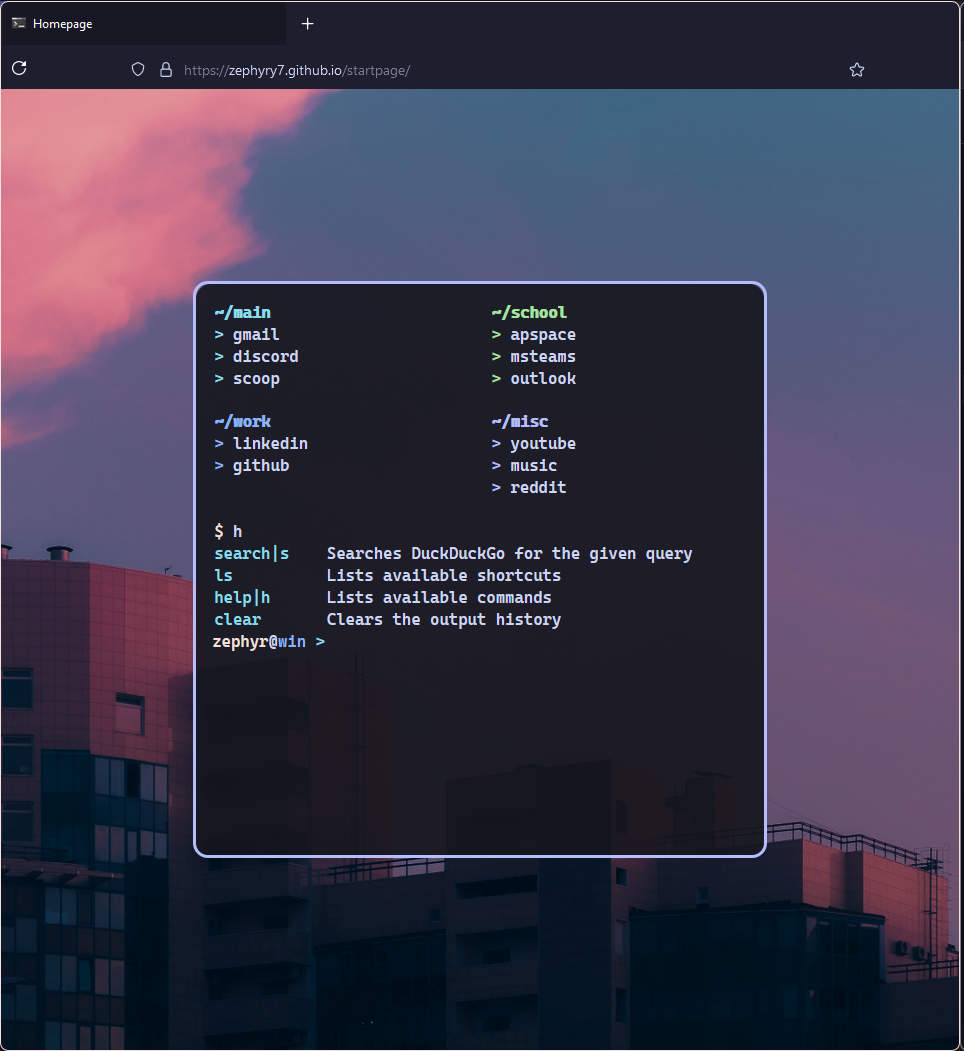 Homepage
https://zephyry7.github.io/startpage/
~/main
> gmail
> discord
> scoop
~/school
> apspace
> msteams
> outlook
~/work
> linkedin
> github
~/misc
> youtube
> music
> reddit
$ h
search|s Searches DuckDuckGo for the given query
ls Lists available shortcuts
help|h Lists available commands
clear Clears the output history
zephyr@win >